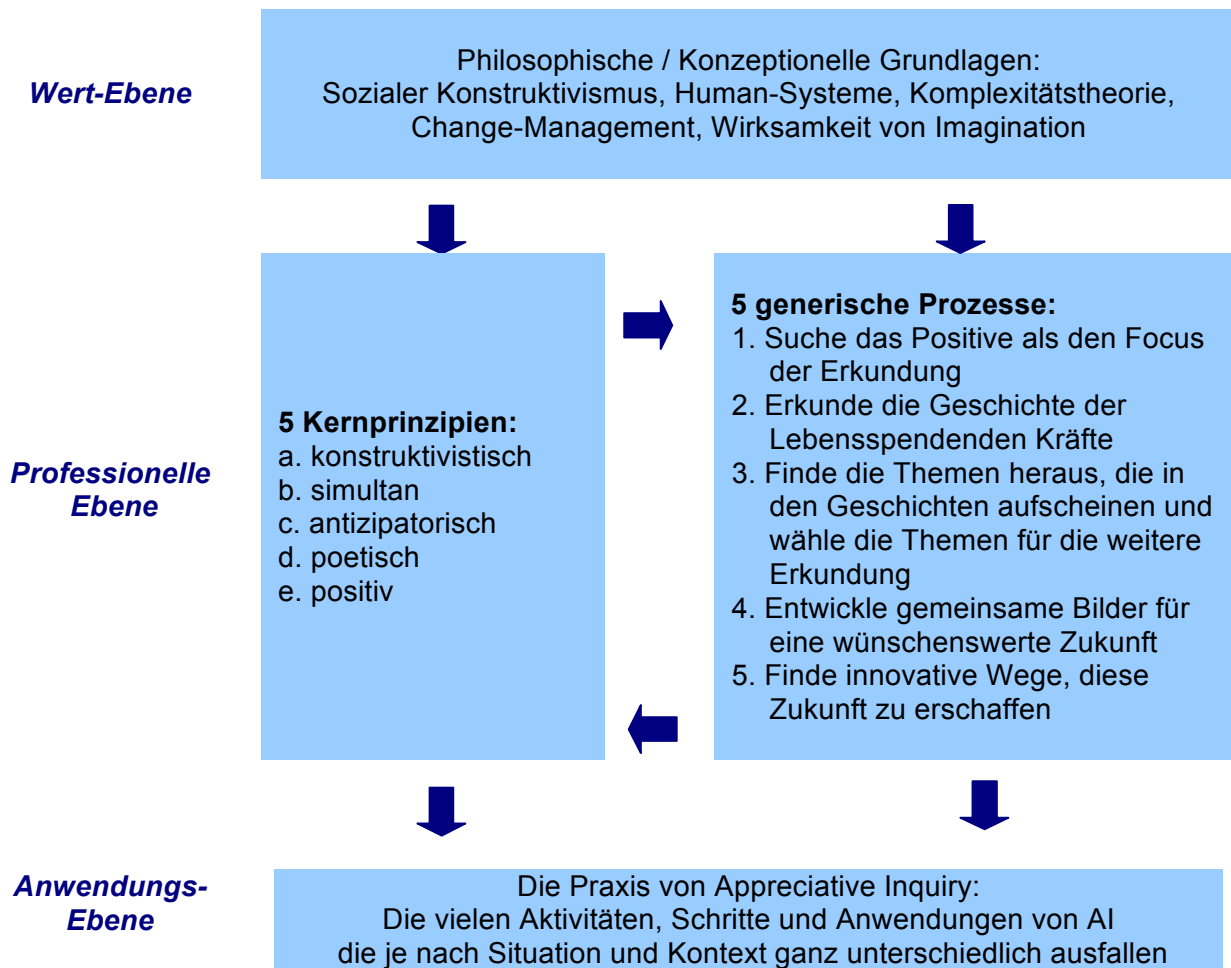 Wert-Ebene
Philosophische / Konzeptionelle Grundlagen:
Sozialer Konstruktivismus, Human-Systeme, Komplexitätstheorie,
Change-Management, Wirksamkeit von Imagination
Professionelle
Ebene
5 Kernprinzipien:
a. konstruktivistisch
b. simultan
c. antizipatorisch
d. poetisch
e. positiv
5 generische Prozesse:
1. Suche das Positive als den Focus
der Erkundung
2. Erkunde die Geschichte der
Lebensspendenden Kräfte
3. Finde die Themen heraus, die in
den Geschichten aufscheinen und
wähle die Themen für die weitere
Erkundung
4. Entwickle gemeinsame Bilder für
eine wünschenswerte Zukunft
5. Finde innovative Wege, diese
Zukunft zu erschaffen
Anwendungs-
Ebene
Die Praxis von Appreciative Inquiry:
Die vielen Aktivitäten, Schritte und Anwendungen von AI
die je nach Situation und Kontext ganz unterschiedlich ausfallen